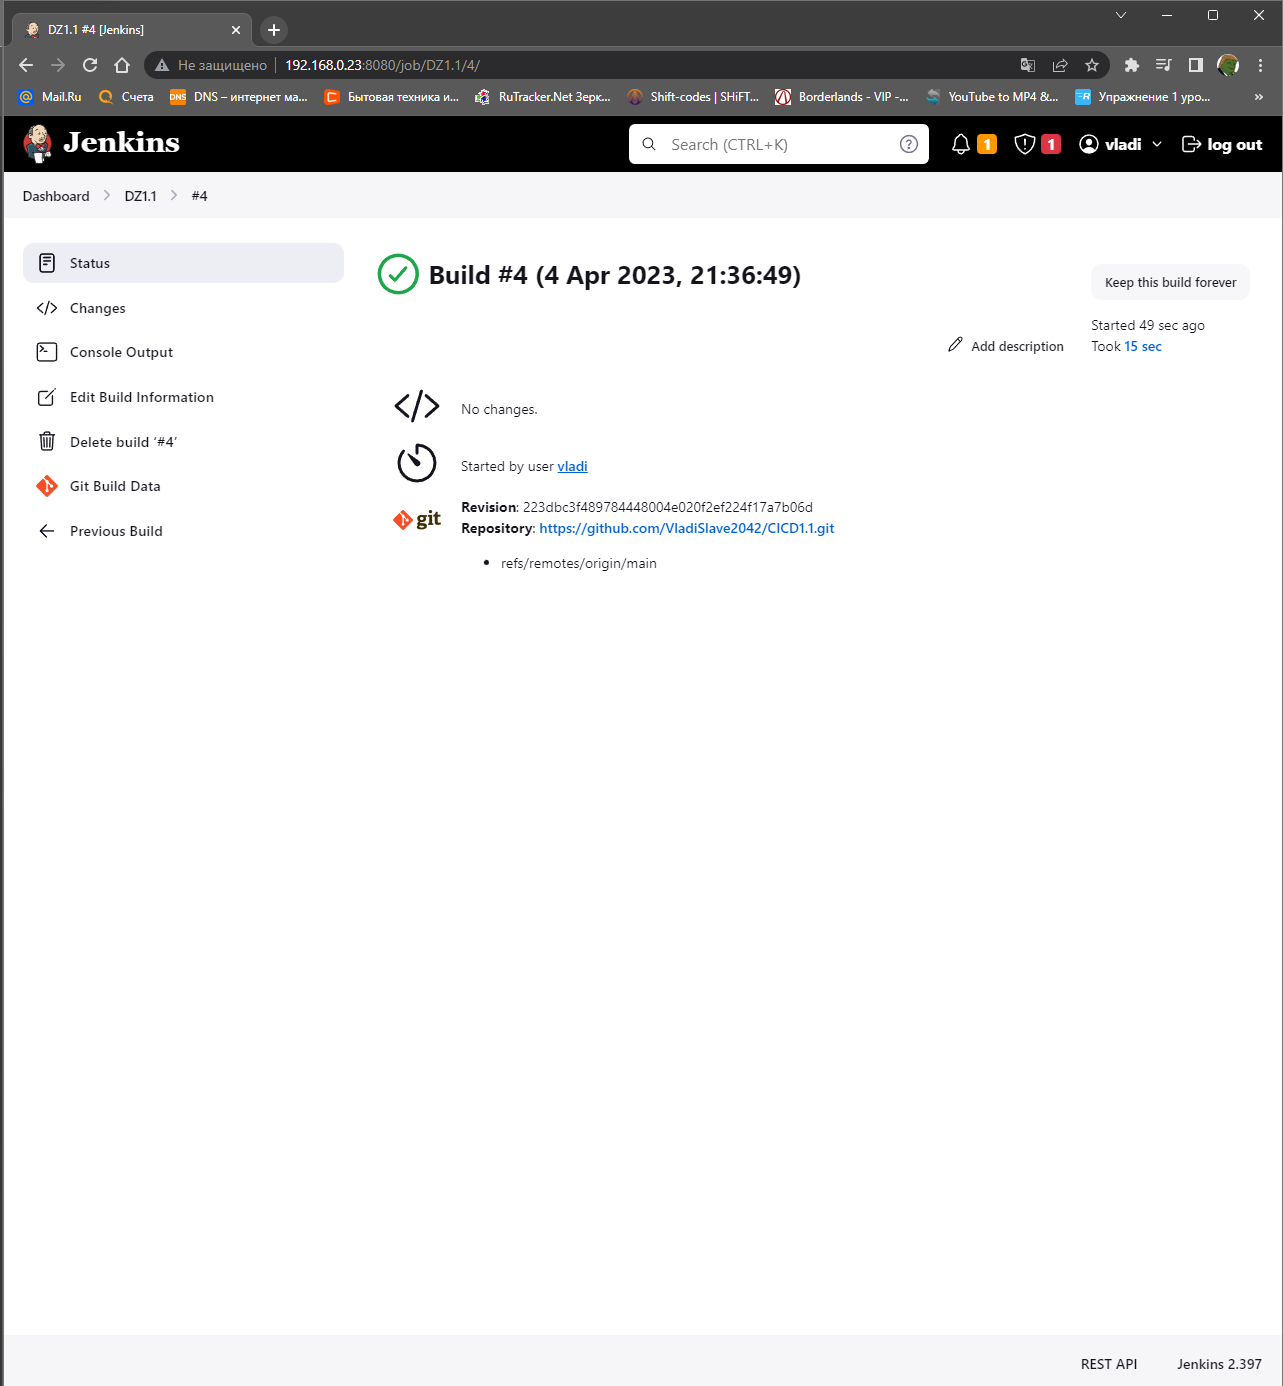 DZ1.1 #4 [Jenkins]
Не защищено 192.168.0.23:8080/job/DZ1.1/4/
Mail.Ru Счета DNS – интернет ма... Бытовая техника и... RuTracker.Net Зерк... Shift-codes | SHiFT... Borderlands - VIP -... YouTube to MP4 &... Упражнение 1 уро... »
Jenkins Search (CTRL+K) 1 1 vladi log out
Dashboard DZ1.1 #4
Status
Changes
Console Output
Edit Build Information
Delete build ‘#4’
Git Build Data
Previous Build
Build #4 (4 Apr 2023, 21:36:49)
Keep this build forever
Started 49 sec ago
Took 15 sec
Add description
No changes.
Started by user vladi
git
Revision: 223dbc3f489784448004e020f2ef224f17a7b06d
Repository: https://github.com/VladiSlave2042/CICD1.1.git
• refs/remotes/origin/main
REST API Jenkins 2.397